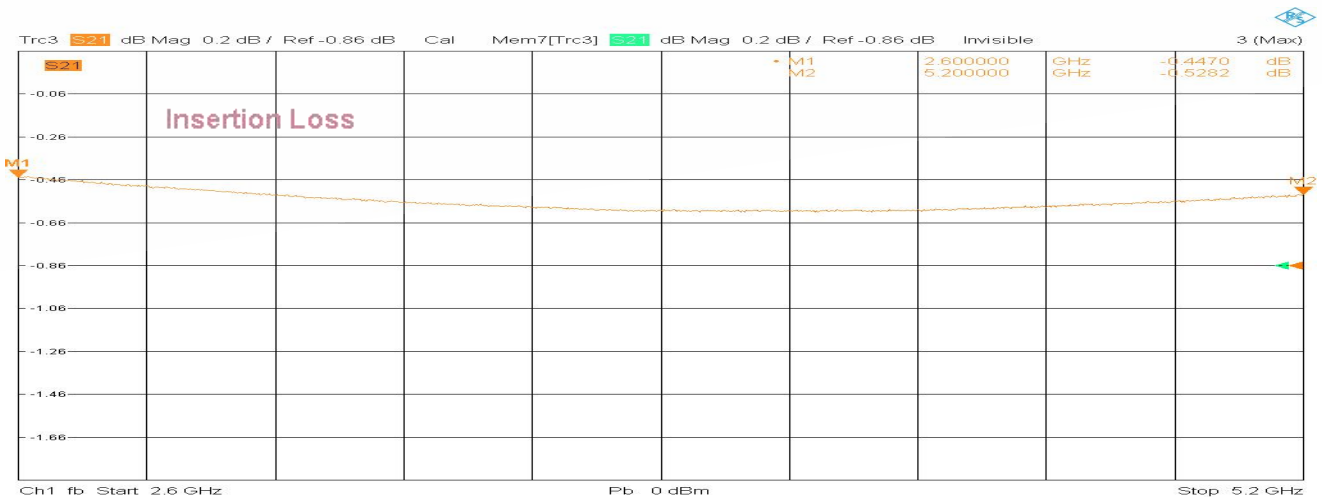 Trc3 S21 dB Mag 0.2 dB / Ref -0.86 dB Cal Mem7[Trc3] S21 dB Mag 0.2 dB / Ref -0.86 dB Invisible 3 (Max)
S21
• M1 2.600000 GHz -0.4470 dB
M2 5.200000 GHz -0.5282 dB
-0.06
Insertion Loss
-0.26
M1
-0.46
M2
-0.66
-0.86
-1.06
-1.26
-1.46
-1.66
Ch1 fb Start 2.6 GHz Pb 0 dBm Stop 5.2 GHz